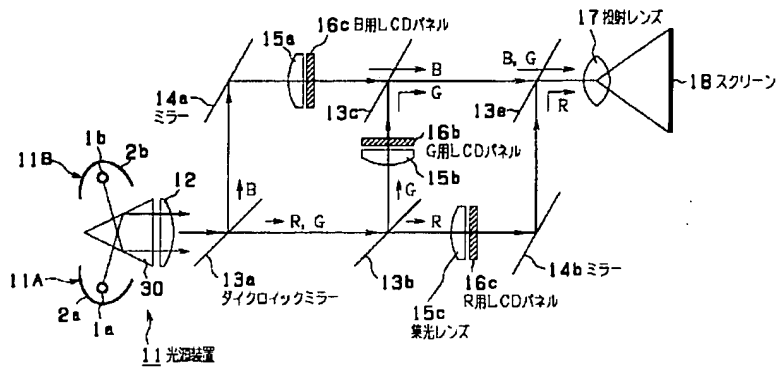 16c B用LCDパネル
15a
17 投射レンズ
B
G
B, G
R
14a
ミラー
13c
13e
18 スクリーン
1b
2b
11B
12
16b
G用LCDパネル
15b
B
R, G
G
R
11A
30
2a
1a
13a
ダイクロイックミラー
13b
15c
集光レンズ
16c
R用LCDパネル
14b ミラー
11 光源装置